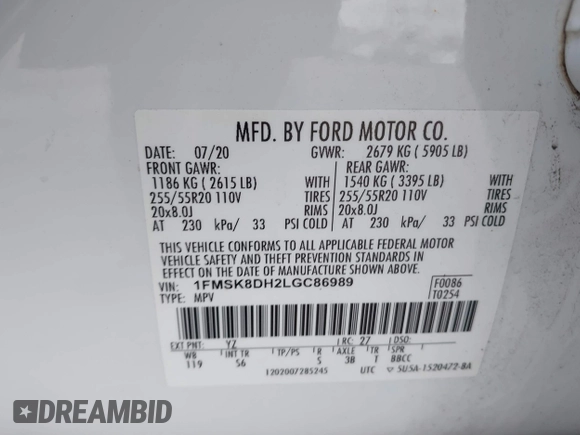 MFD. BY FORD MOTOR CO.
DATE: 07/20 GVWR: 2679 KG ( 5905 LB)
FRONT GAWR: REAR GAWR:
1186 KG ( 2615 LB) WITH 1540 KG ( 3395 LB) WITH
255/55R20 110V TIRES 255/55R20 110V TIRES
20x8.0J RIMS 20x8.0J RIMS
AT 230 kPa/ 33 PSI COLD AT 230 kPa/ 33 PSI COLD
THIS VEHICLE CONFORMS TO ALL APPLICABLE FEDERAL MOTOR
VEHICLE SAFETY AND THEFT PREVENTION STANDARDS IN
EFFECT ON THE DATE OF MANUFACTURE SHOWN ABOVE.
VIN: 1FMSK8DH2LGC86989 F0086
TYPE: MPV T0254
EXT PNT: YZ RC: 27 DSO:
WB INT TR TP/PS R AXLE TR SPR
119 S6 S 3B T BBCC
I202007285245 UTC 5U5A-1520472-BA
DREAMBID